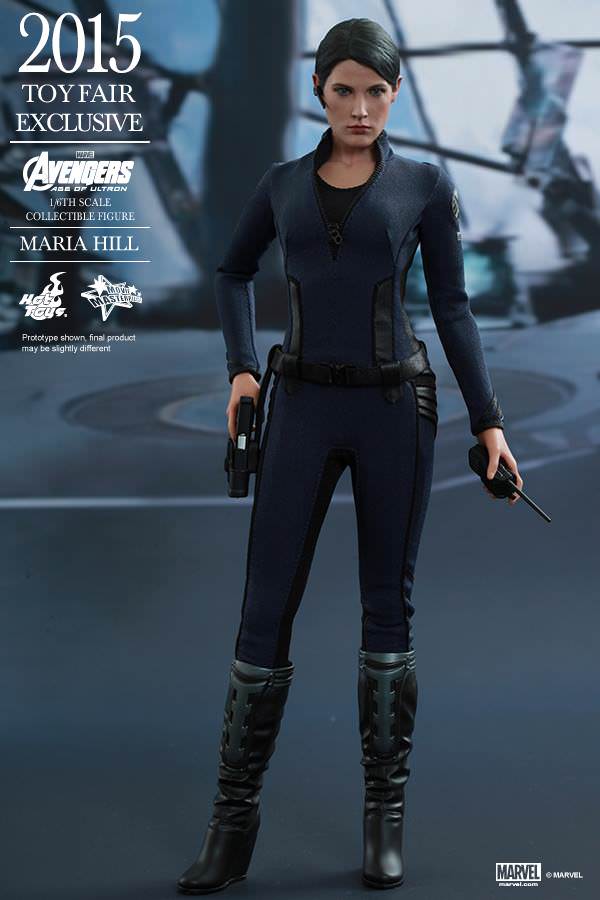 2015
TOY FAIR
EXCLUSIVE
MARVEL
AVENGERS
AGE OF ULTRON
1/6TH SCALE
COLLECTIBLE FIGURE
MARIA HILL
Hot Toys.
MOVIE MASTERPIECE
Prototype shown, final product
may be slightly different
MARVEL © MARVEL
marvel.com